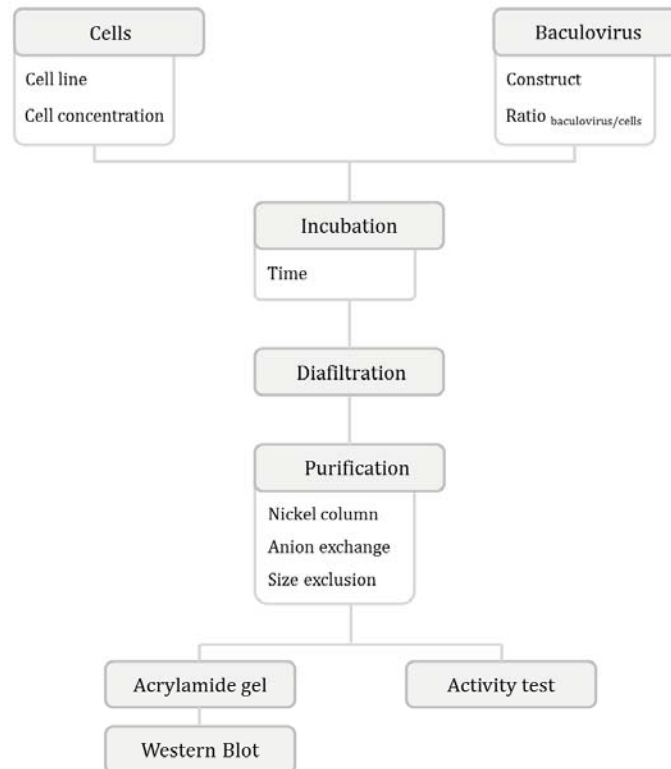 Cells
Cell line
Cell concentration
Baculovirus
Construct
Ratio baculovirus/cells
Incubation
Time
Diafiltration
Purification
Nickel column
Anion exchange
Size exclusion
Acrylamide gel
Activity test
Western Blot